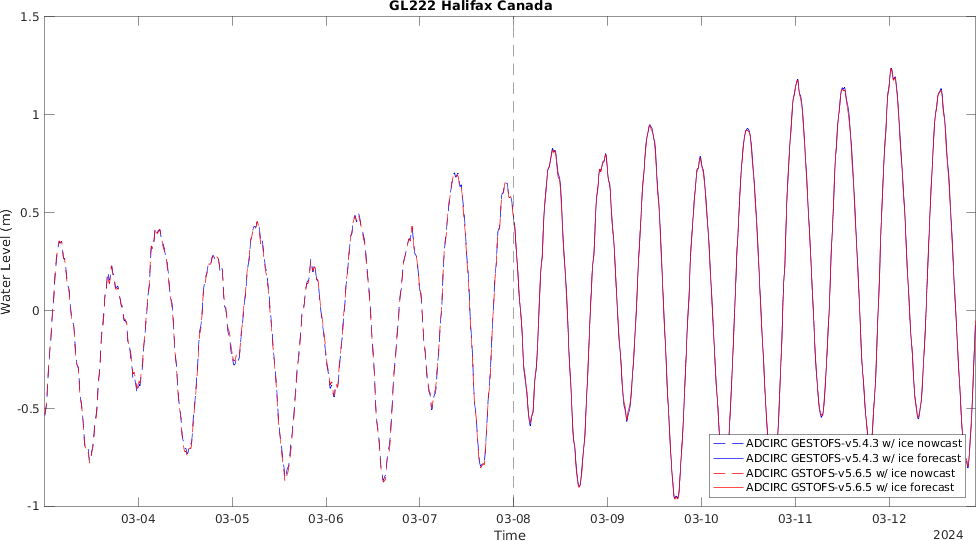 GL222 Halifax Canada
1.5
1
0.5
0
-0.5
-1
Water Level (m)
ADCIRC GESTOFS-v5.4.3 w/ ice nowcast
ADCIRC GESTOFS-v5.4.3 w/ ice forecast
ADCIRC GSTOFS-v5.6.5 w/ ice nowcast
ADCIRC GSTOFS-v5.6.5 w/ ice forecast
03-04 03-05 03-06 03-07 03-08 03-09 03-10 03-11 03-12
Time
2024